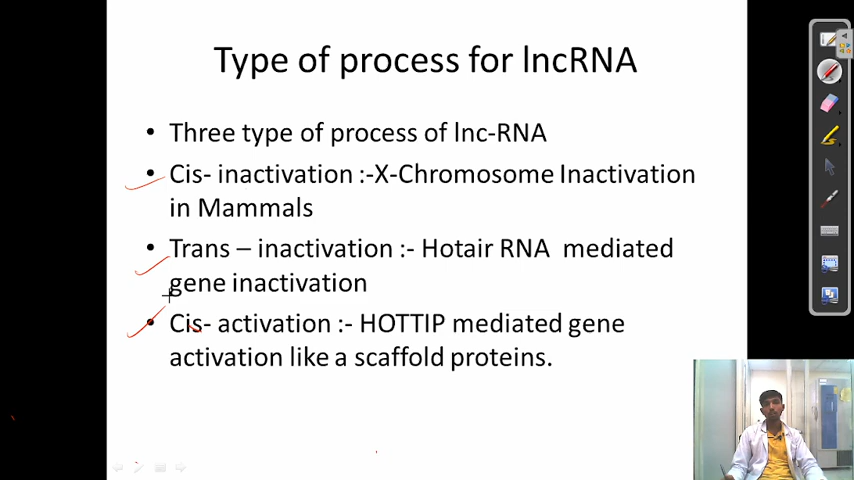 Type of process for lncRNA
• Three type of process of lnc-RNA
• Cis- inactivation :-X-Chromosome Inactivation
in Mammals
• Trans – inactivation :- Hotair RNA mediated
gene inactivation
• Cis- activation :- HOTTIP mediated gene
activation like a scaffold proteins.